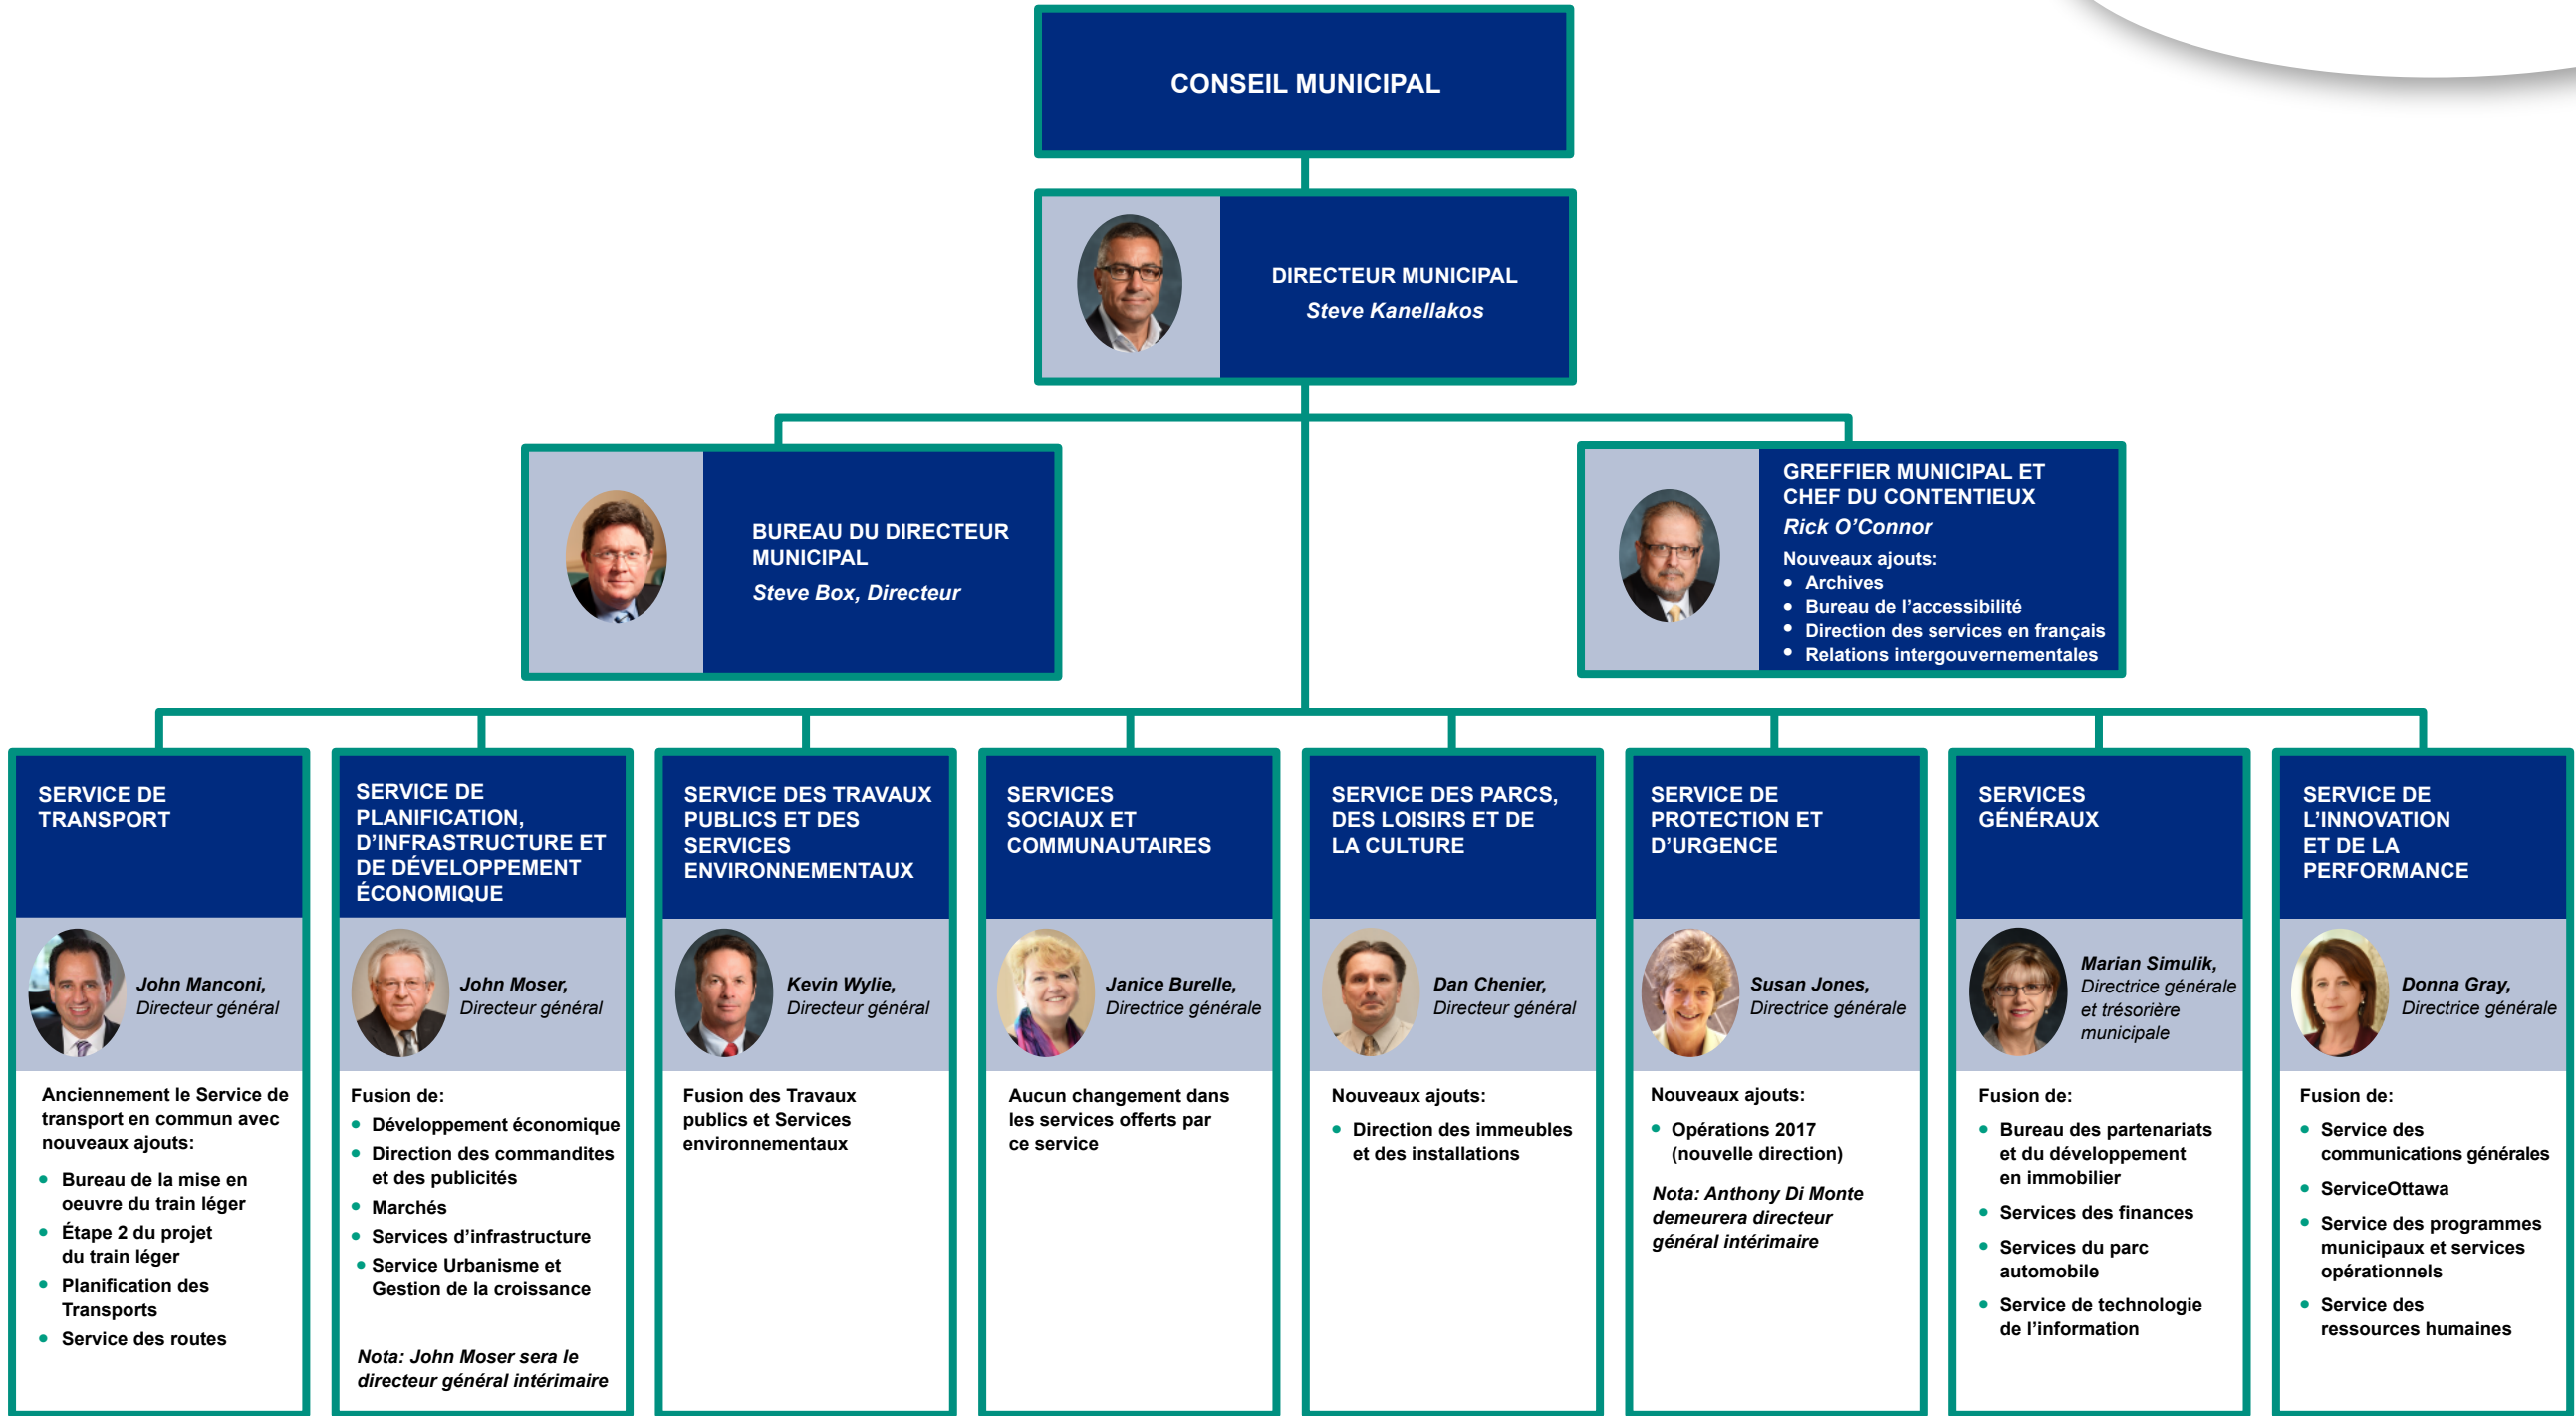 CONSEIL MUNICIPAL
DIRECTEUR MUNICIPAL
Steve Kanellakos
BUREAU DU DIRECTEUR
MUNICIPAL
Steve Box, Directeur
GREFFIER MUNICIPAL ET
CHEF DU CONTENTIEUX
Rick O’Connor
Nouveaux ajouts:
• Archives
• Bureau de l’accessibilité
• Direction des services en français
• Relations intergouvernementales
SERVICE DE
TRANSPORT
John Manconi,
Directeur général
Anciennement le Service de
transport en commun avec
nouveaux ajouts:
• Bureau de la mise en
oeuvre du train léger
• Étape 2 du projet
du train léger
• Planification des
Transports
• Service des routes
SERVICE DE
PLANIFICATION,
D’INFRASTRUCTURE ET
DE DÉVELOPPEMENT
ÉCONOMIQUE
John Moser,
Directeur général
Fusion de:
• Développement économique
• Direction des commandites
et des publicités
• Marchés
• Services d’infrastructure
• Service Urbanisme et
Gestion de la croissance
Nota: John Moser sera le
directeur général intérimaire
SERVICE DES TRAVAUX
PUBLICS ET DES
SERVICES
ENVIRONNEMENTAUX
Kevin Wylie,
Directeur général
Fusion des Travaux
publics et Services
environnementaux
SERVICES
SOCIAUX ET
COMMUNAUTAIRES
Janice Burelle,
Directrice générale
Aucun changement dans
les services offerts par
ce service
SERVICE DES PARCS,
DES LOISIRS ET DE
LA CULTURE
Dan Chenier,
Directeur général
Nouveaux ajouts:
• Direction des immeubles
et des installations
SERVICE DE
PROTECTION ET
D’URGENCE
Susan Jones,
Directrice générale
Nouveaux ajouts:
• Opérations 2017
(nouvelle direction)
Nota: Anthony Di Monte
demeurera directeur
général intérimaire
SERVICES
GÉNÉRAUX
Marian Simulik,
Directrice générale
et trésorière
municipale
Fusion de:
• Bureau des partenariats
et du développement
en immobilier
• Services des finances
• Services du parc
automobile
• Service de technologie
de l’information
SERVICE DE
L’INNOVATION
ET DE LA
PERFORMANCE
Donna Gray,
Directrice générale
Fusion de:
• Service des
communications générales
• ServiceOttawa
• Service des programmes
municipaux et services
opérationnels
• Service des
ressources humaines